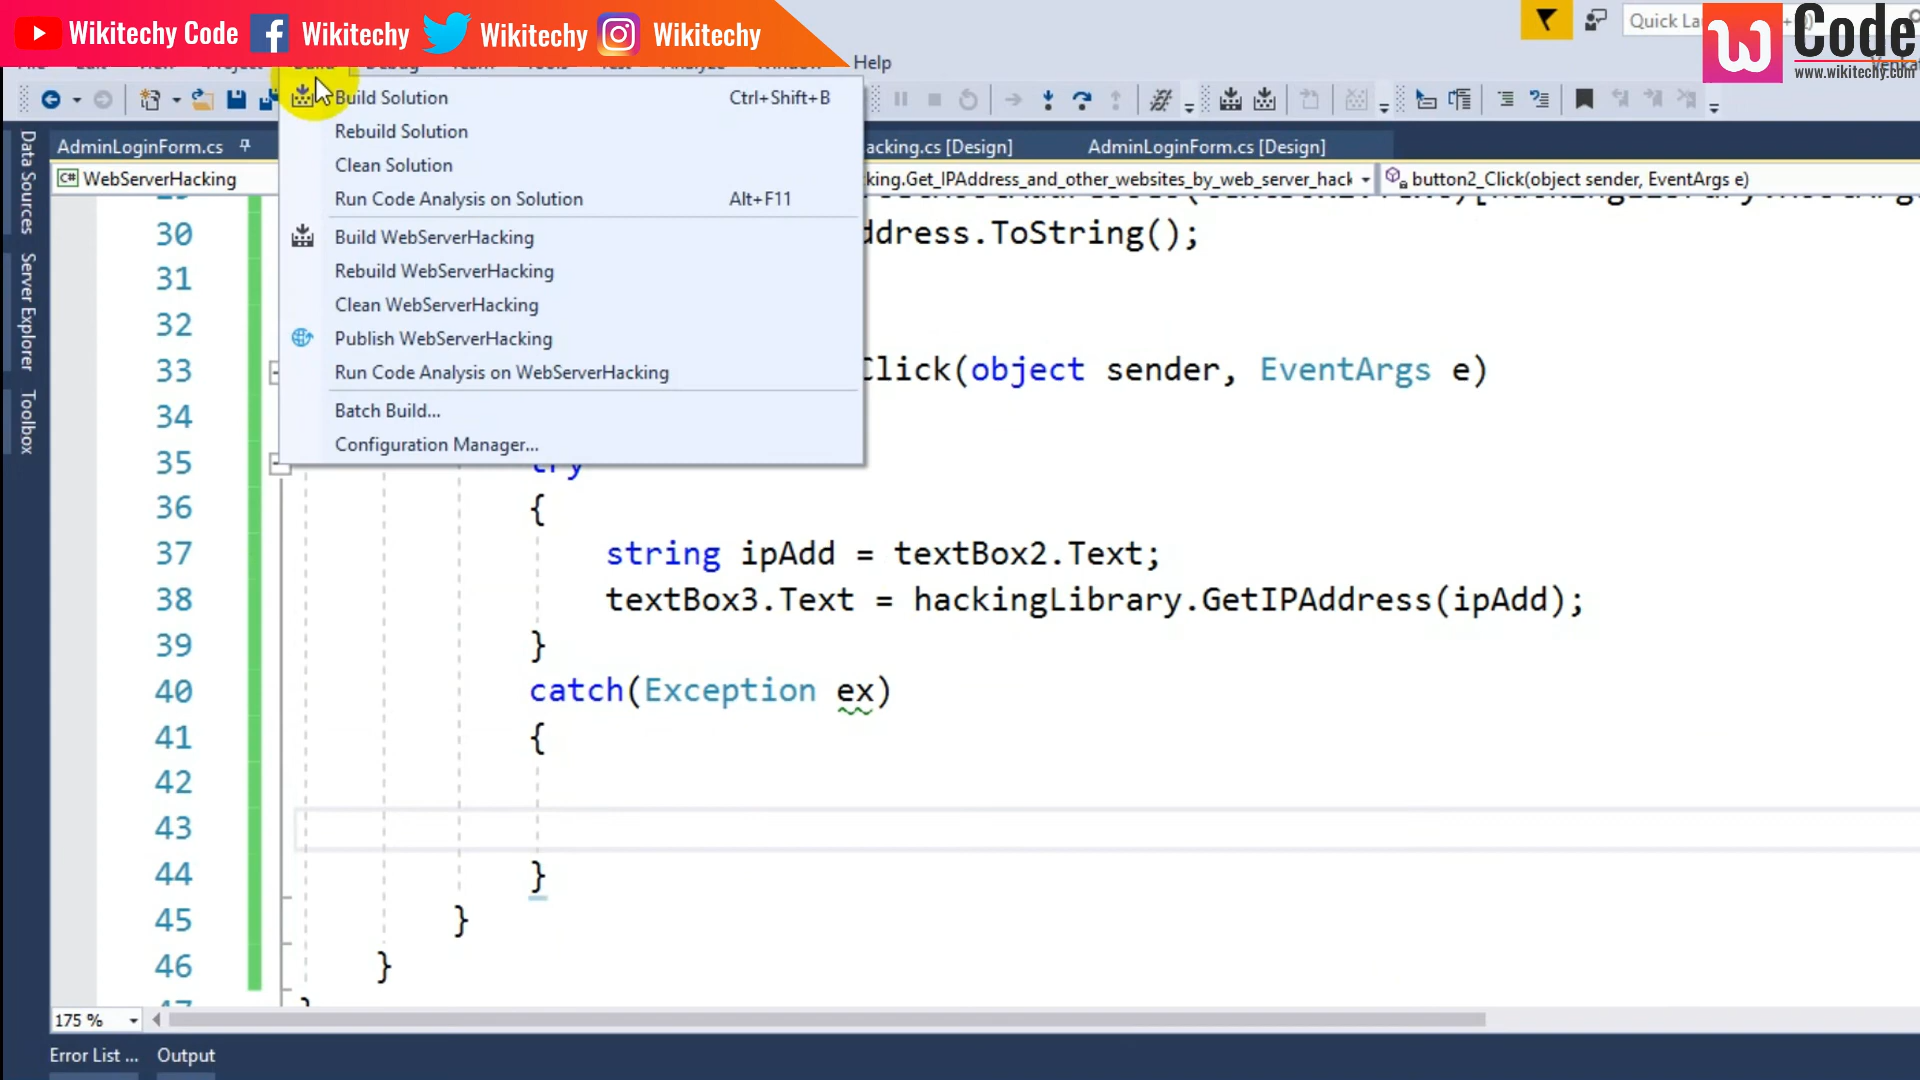 Wikitechy Code
Wikitechy
Wikitechy
Wikitechy
Quick La
Code
www.wikitechy.com
Help
Build Solution Ctrl+Shift+B
Rebuild Solution
Clean Solution
Run Code Analysis on Solution Alt+F11
Build WebServerHacking
Rebuild WebServerHacking
Clean WebServerHacking
Publish WebServerHacking
Run Code Analysis on WebServerHacking
Batch Build...
Configuration Manager...
Data Sources
Server Explorer
Toolbox
AdminLoginForm.cs
acking.cs [Design]
AdminLoginForm.cs [Design]
WebServerHacking
king.Get_IPAddress_and_other_websites_by_web_server_hack
button2_Click(object sender, EventArgs e)
30 ddress.ToString();
31
32
33 Click(object sender, EventArgs e)
34
35 try
36 {
37 string ipAdd = textBox2.Text;
38 textBox3.Text = hackingLibrary.GetIPAddress(ipAdd);
39 }
40 catch(Exception ex)
41 {
42
43
44 }
45 }
46 }
175 %
Error List ...
Output